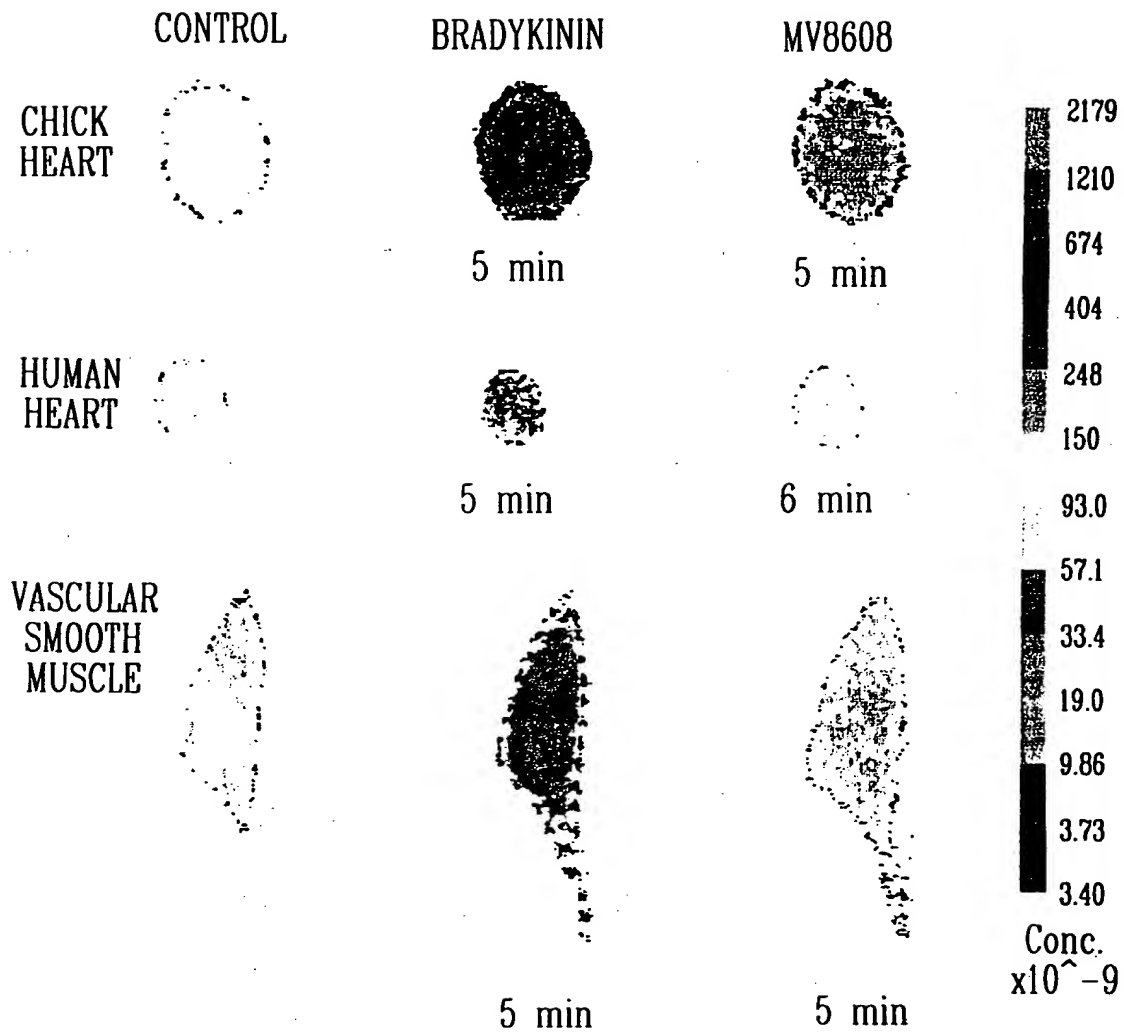 CONTROL BRADYKININ MV8608
CHICK
HEART
5 min 5 min
HUMAN
HEART
5 min 6 min
VASCULAR
SMOOTH
MUSCLE
5 min 5 min
2179
1210
674
404
248
150
93.0
57.1
33.4
19.0
9.86
3.73
3.40
Conc.
x10^-9